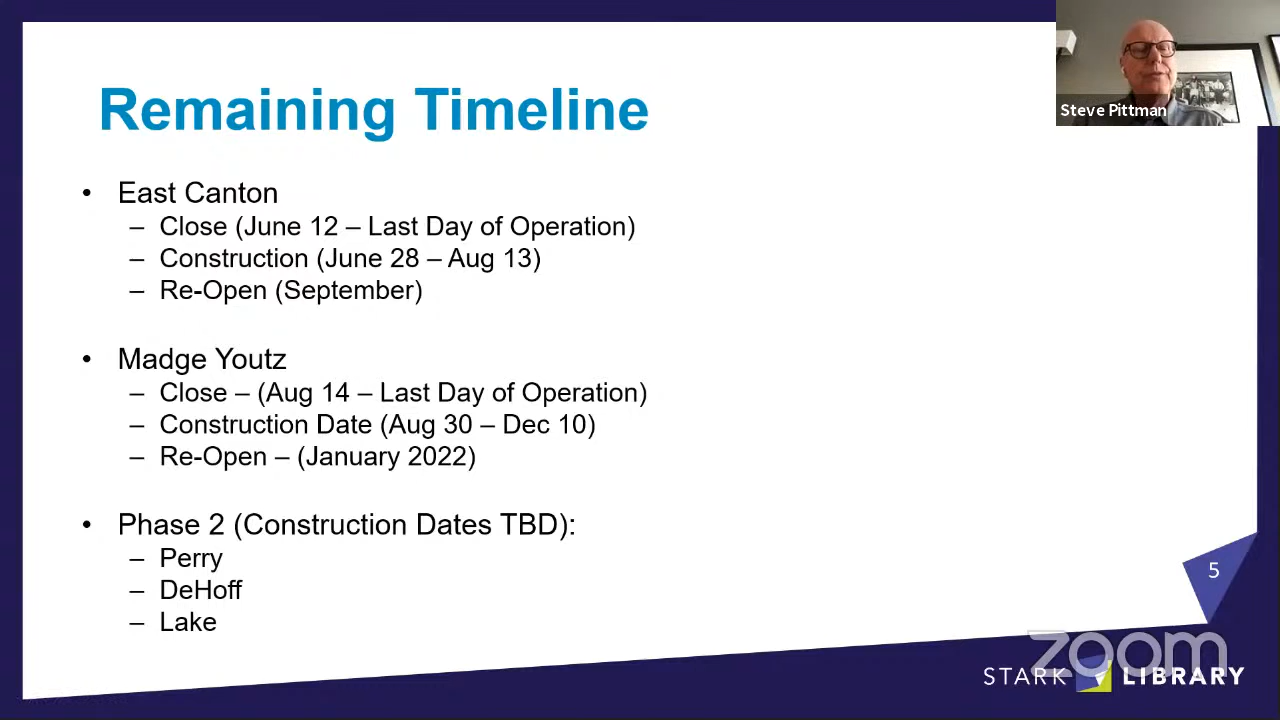 Remaining Timeline
Steve Pittman
• East Canton
– Close (June 12 – Last Day of Operation)
– Construction (June 28 – Aug 13)
– Re-Open (September)
• Madge Youtz
– Close – (Aug 14 – Last Day of Operation)
– Construction Date (Aug 30 – Dec 10)
– Re-Open – (January 2022)
• Phase 2 (Construction Dates TBD):
– Perry
– DeHoff
– Lake
5
zoom
STARK LIBRARY